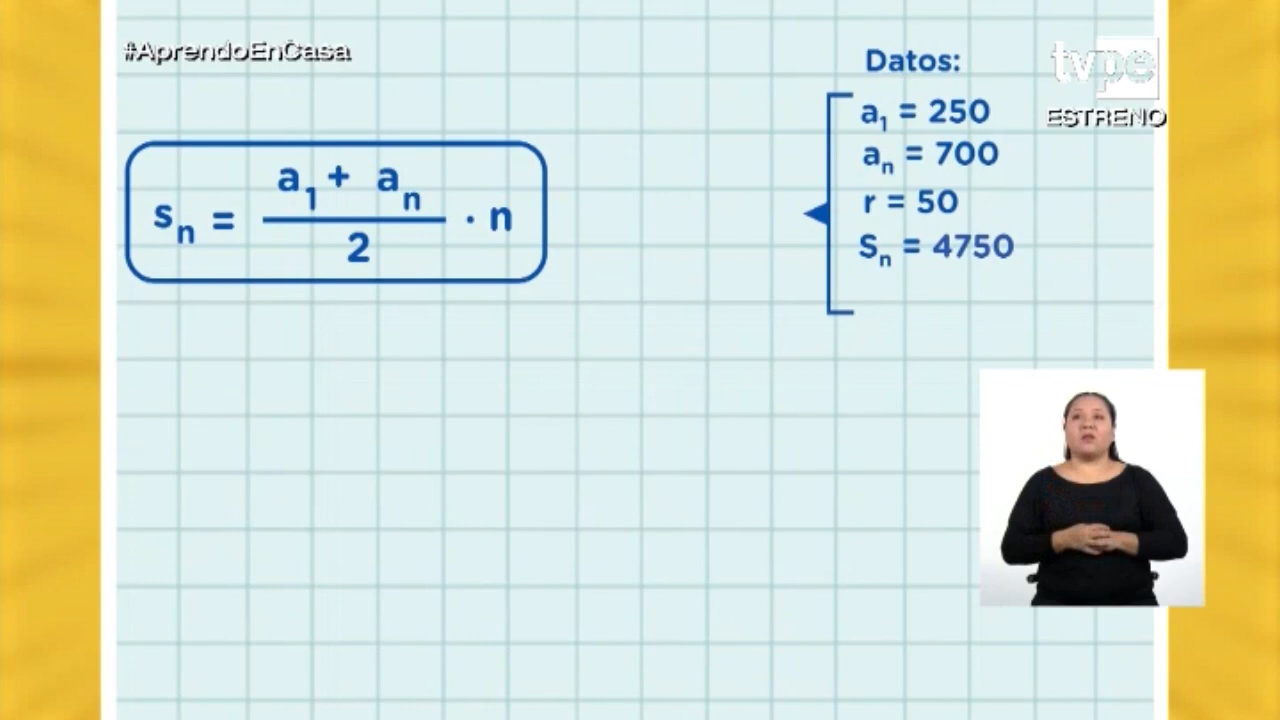 #AprendoEnCasa
tvpe
ESTRENO
Datos:
a₁ = 250
aₙ = 700
r = 50
Sₙ = 4750
sₙ = (a₁ + aₙ)/2 · n